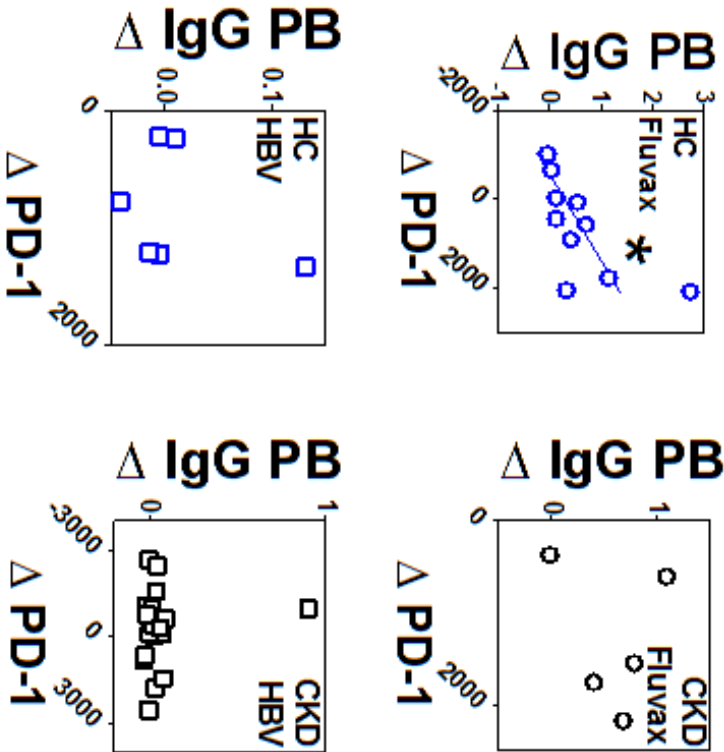 Δ IgG PB
3
2
1
0
-1
HC
Fluvax
*
-2000
0
2000
Δ PD-1
Δ IgG PB
1
0
CKD
Fluvax
0
2000
Δ PD-1
Δ IgG PB
0.1
0.0
HC
HBV
0
2000
Δ PD-1
Δ IgG PB
1
0
CKD
HBV
-3000
0
3000
Δ PD-1